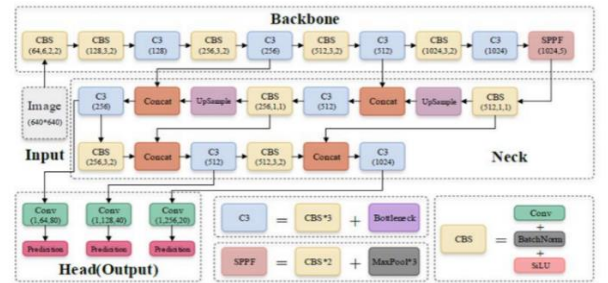 Backbone
CBS
(64,6,2,2)
CBS
(128,3,2)
C3
(128)
CBS
(256,3,2)
C3
(256)
CBS
(512,3,2)
C3
(512)
CBS
(1024,3,2)
C3
(1024)
SPPF
(1024,5)
Image
(640*640)
Input
C3
(256)
Concat
UpSample
CBS
(256,1,1)
C3
(512)
Concat
UpSample
CBS
(512,1,1)
CBS
(256,3,2)
Concat
C3
(512)
CBS
(512,3,2)
Concat
C3
(1024)
Neck
Conv
(1,64,80)
Conv
(1,128,40)
Conv
(1,256,20)
Prediction
Prediction
Prediction
Head(Output)
C3 = CBS*3 + Bottleneck
SPPF = CBS*2 + MaxPool*3
CBS =
Conv
+
BatchNorm
+
SiLU